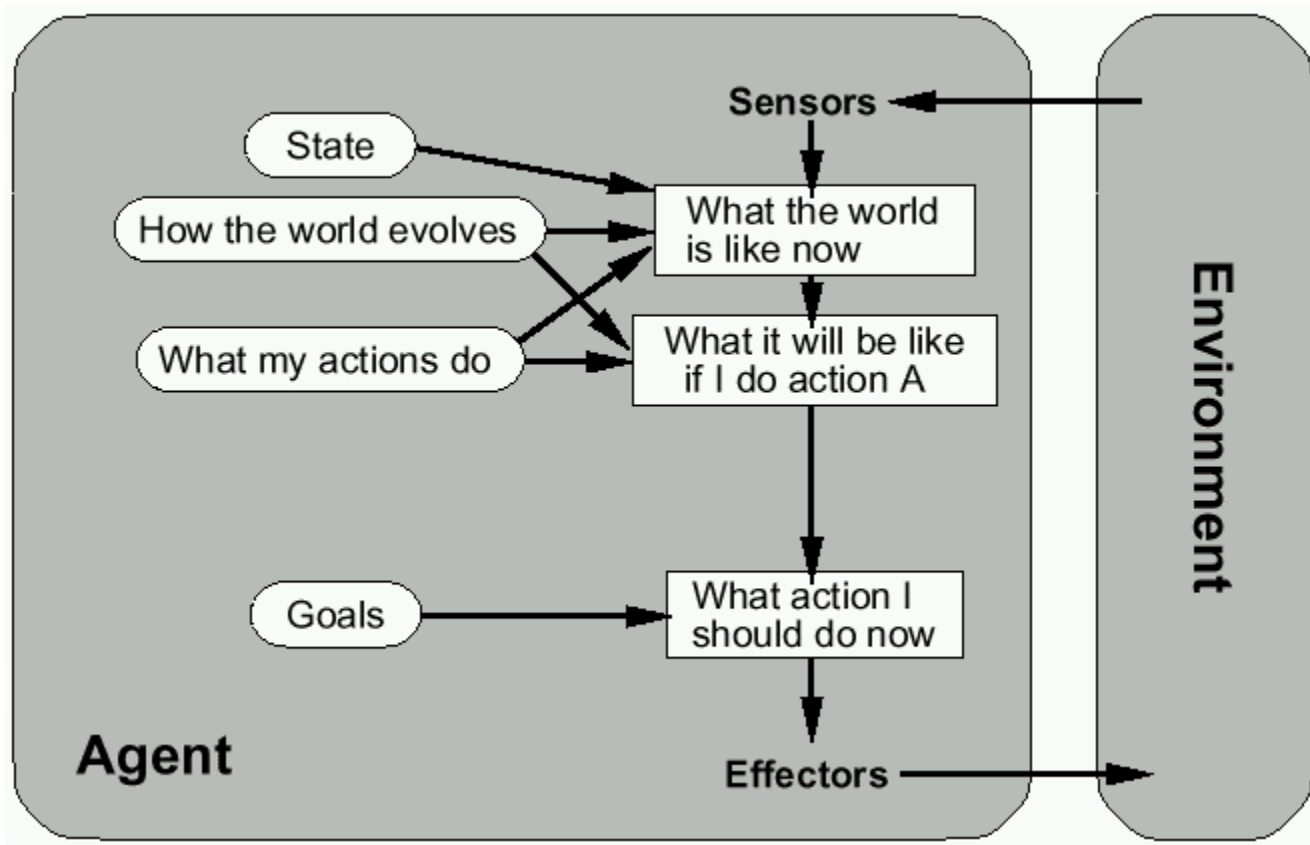 Sensors
State
What the world
is like now
How the world evolves
What it will be like
if I do action A
What my actions do
Environment
What action I
should do now
Goals
Agent
Effectors